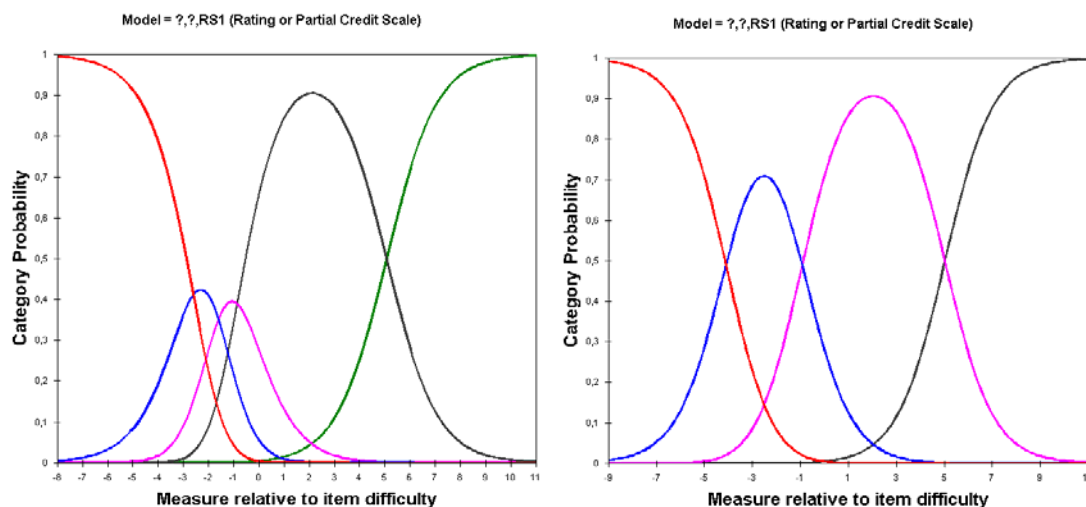 Model = ?,?,RS1 (Rating or Partial Credit Scale)
1
0,9
0,8
0,7
0,6
0,5
0,4
0,3
0,2
0,1
0
Category Probability
-8 -7 -6 -5 -4 -3 -2 -1 0 1 2 3 4 5 6 7 8 9 10 11
Measure relative to item difficulty
Model = ?,?,RS1 (Rating or Partial Credit Scale)
1
0,9
0,8
0,7
0,6
0,5
0,4
0,3
0,2
0,1
0
Category Probability
-9 -7 -5 -3 -1 1 3 5 7 9
Measure relative to item difficulty